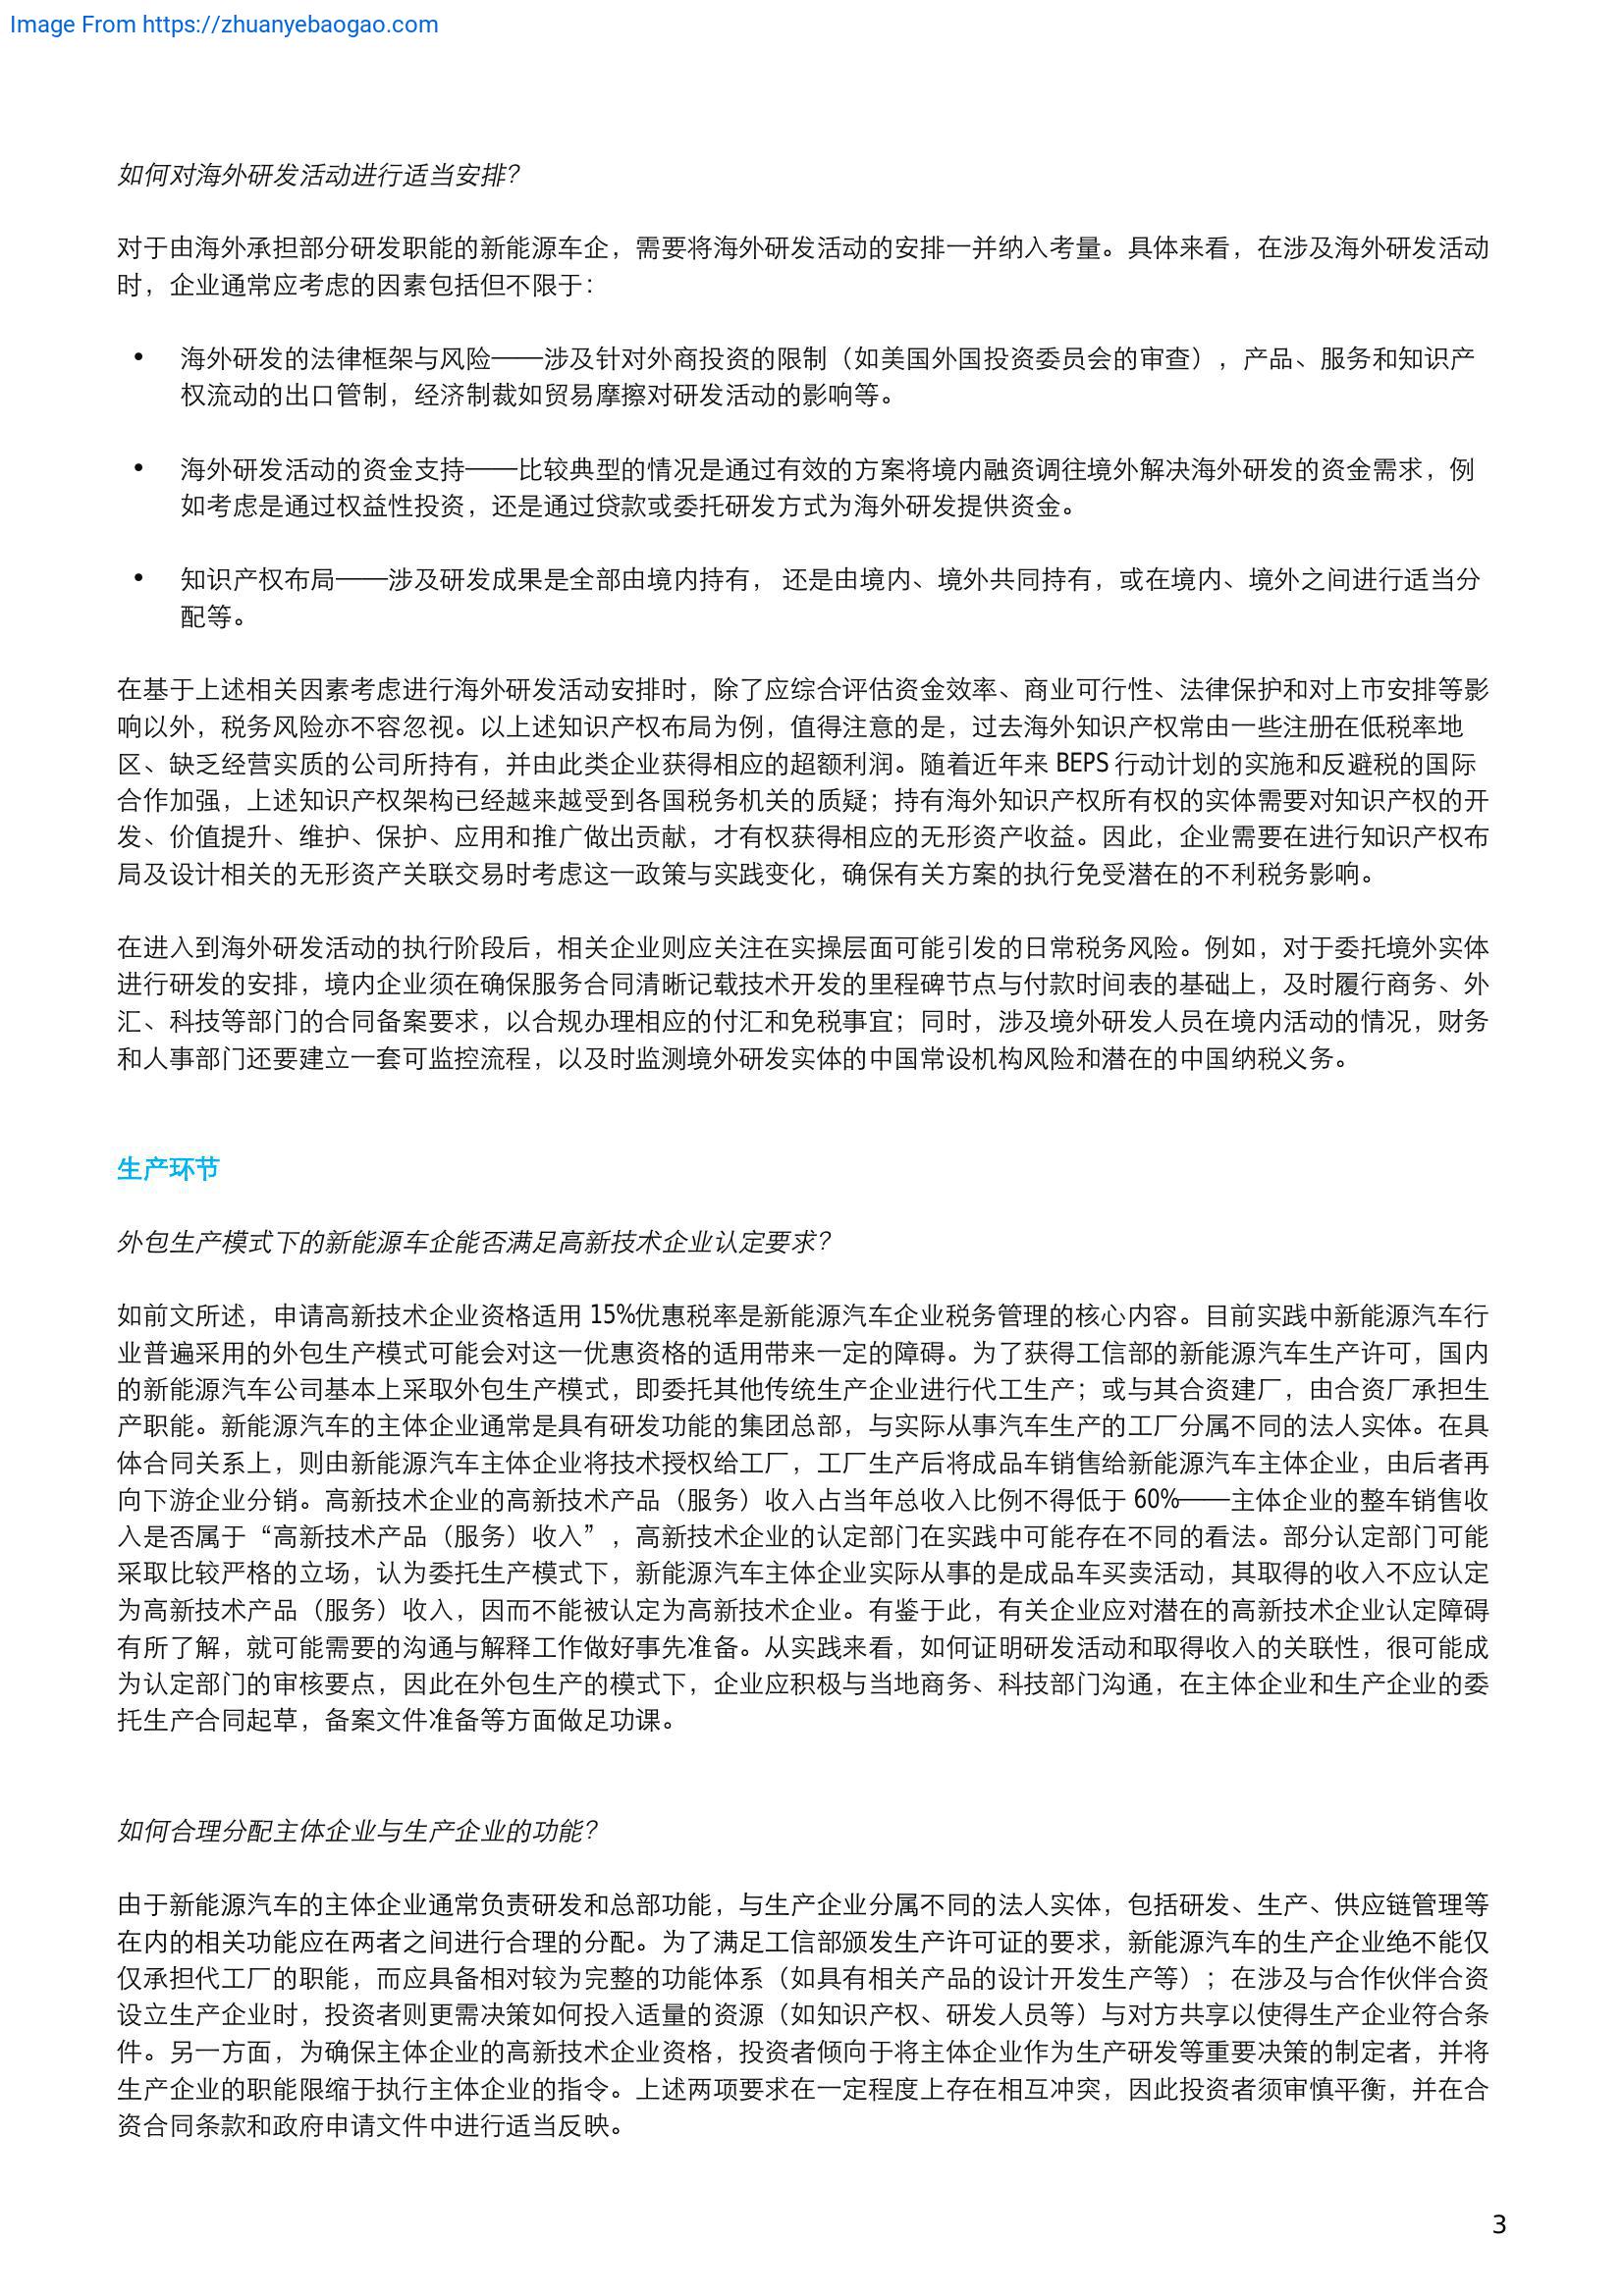 Image From https://zhuanyebaogao.com
如何对海外研发活动进行适当安排？
对于由海外承担部分研发职能的新能源车企，需要将海外研发活动的安排一并纳入考量。具体来看，在涉及海外研发活动
时，企业通常应考虑的因素包括但不限于：
• 海外研发的法律框架与风险——涉及针对外商投资的限制（如美国外国投资委员会的审查），产品、服务和知识产
权流动的出口管制，经济制裁如贸易摩擦对研发活动的影响等。
• 海外研发活动的资金支持——比较典型的情况是通过有效的方案将境内融资调往境外解决海外研发的资金需求，例
如考虑是通过权益性投资，还是通过贷款或委托研发方式为海外研发提供资金。
• 知识产权布局——涉及研发成果是全部由境内持有， 还是由境内、境外共同持有，或在境内、境外之间进行适当分
配等。
在基于上述相关因素考虑进行海外研发活动安排时，除了应综合评估资金效率、商业可行性、法律保护和对上市安排等影
响以外，税务风险亦不容忽视。以上述知识产权布局为例，值得注意的是，过去海外知识产权常由一些注册在低税率地
区、缺乏经营实质的公司所持有，并由此类企业获得相应的超额利润。随着近年来 BEPS 行动计划的实施和反避税的国际
合作加强，上述知识产权架构已经越来越受到各国税务机关的质疑；持有海外知识产权所有权的实体需要对知识产权的开
发、价值提升、维护、保护、应用和推广做出贡献，才有权获得相应的无形资产收益。因此，企业需要在进行知识产权布
局及设计相关的无形资产关联交易时考虑这一政策与实践变化，确保有关方案的执行免受潜在的不利税务影响。
在进入到海外研发活动的执行阶段后，相关企业则应关注在实操层面可能引发的日常税务风险。例如，对于委托境外实体
进行研发的安排，境内企业须在确保服务合同清晰记载技术开发的里程碑节点与付款时间表的基础上，及时履行商务、外
汇、科技等部门的合同备案要求，以合规办理相应的付汇和免税事宜；同时，涉及境外研发人员在境内活动的情况，财务
和人事部门还要建立一套可监控流程，以及时监测境外研发实体的中国常设机构风险和潜在的中国纳税义务。
生产环节
外包生产模式下的新能源车企能否满足高新技术企业认定要求？
如前文所述，申请高新技术企业资格适用 15%优惠税率是新能源汽车企业税务管理的核心内容。目前实践中新能源汽车行
业普遍采用的外包生产模式可能会对这一优惠资格的适用带来一定的障碍。为了获得工信部的新能源汽车生产许可，国内
的新能源汽车公司基本上采取外包生产模式，即委托其他传统生产企业进行代工生产；或与其合资建厂，由合资厂承担生
产职能。新能源汽车的主体企业通常是具有研发功能的集团总部，与实际从事汽车生产的工厂分属不同的法人实体。在具
体合同关系上，则由新能源汽车主体企业将技术授权给工厂，工厂生产后将成品车销售给新能源汽车主体企业，由后者再
向下游企业分销。高新技术企业的高新技术产品（服务）收入占当年总收入比例不得低于 60%——主体企业的整车销售收
入是否属于“高新技术产品（服务）收入”，高新技术企业的认定部门在实践中可能存在不同的看法。部分认定部门可能
采取比较严格的立场，认为委托生产模式下，新能源汽车主体企业实际从事的是成品车买卖活动，其取得的收入不应认定
为高新技术产品（服务）收入，因而不能被认定为高新技术企业。有鉴于此，有关企业应对潜在的高新技术企业认定障碍
有所了解，就可能需要的沟通与解释工作做好事先准备。从实践来看，如何证明研发活动和取得收入的关联性，很可能成
为认定部门的审核要点，因此在外包生产的模式下，企业应积极与当地商务、科技部门沟通，在主体企业和生产企业的委
托生产合同起草，备案文件准备等方面做足功课。
如何合理分配主体企业与生产企业的功能？
由于新能源汽车的主体企业通常负责研发和总部功能，与生产企业分属不同的法人实体，包括研发、生产、供应链管理等
在内的相关功能应在两者之间进行合理的分配。为了满足工信部颁发生产许可证的要求，新能源汽车的生产企业绝不能仅
仅承担代工厂的职能，而应具备相对较为完整的功能体系（如具有相关产品的设计开发生产等）；在涉及与合作伙伴合资
设立生产企业时，投资者则更需决策如何投入适量的资源（如知识产权、研发人员等）与对方共享以使得生产企业符合条
件。另一方面，为确保主体企业的高新技术企业资格，投资者倾向于将主体企业作为生产研发等重要决策的制定者，并将
生产企业的职能限缩于执行主体企业的指令。上述两项要求在一定程度上存在相互冲突，因此投资者须审慎平衡，并在合
资合同条款和政府申请文件中进行适当反映。
3